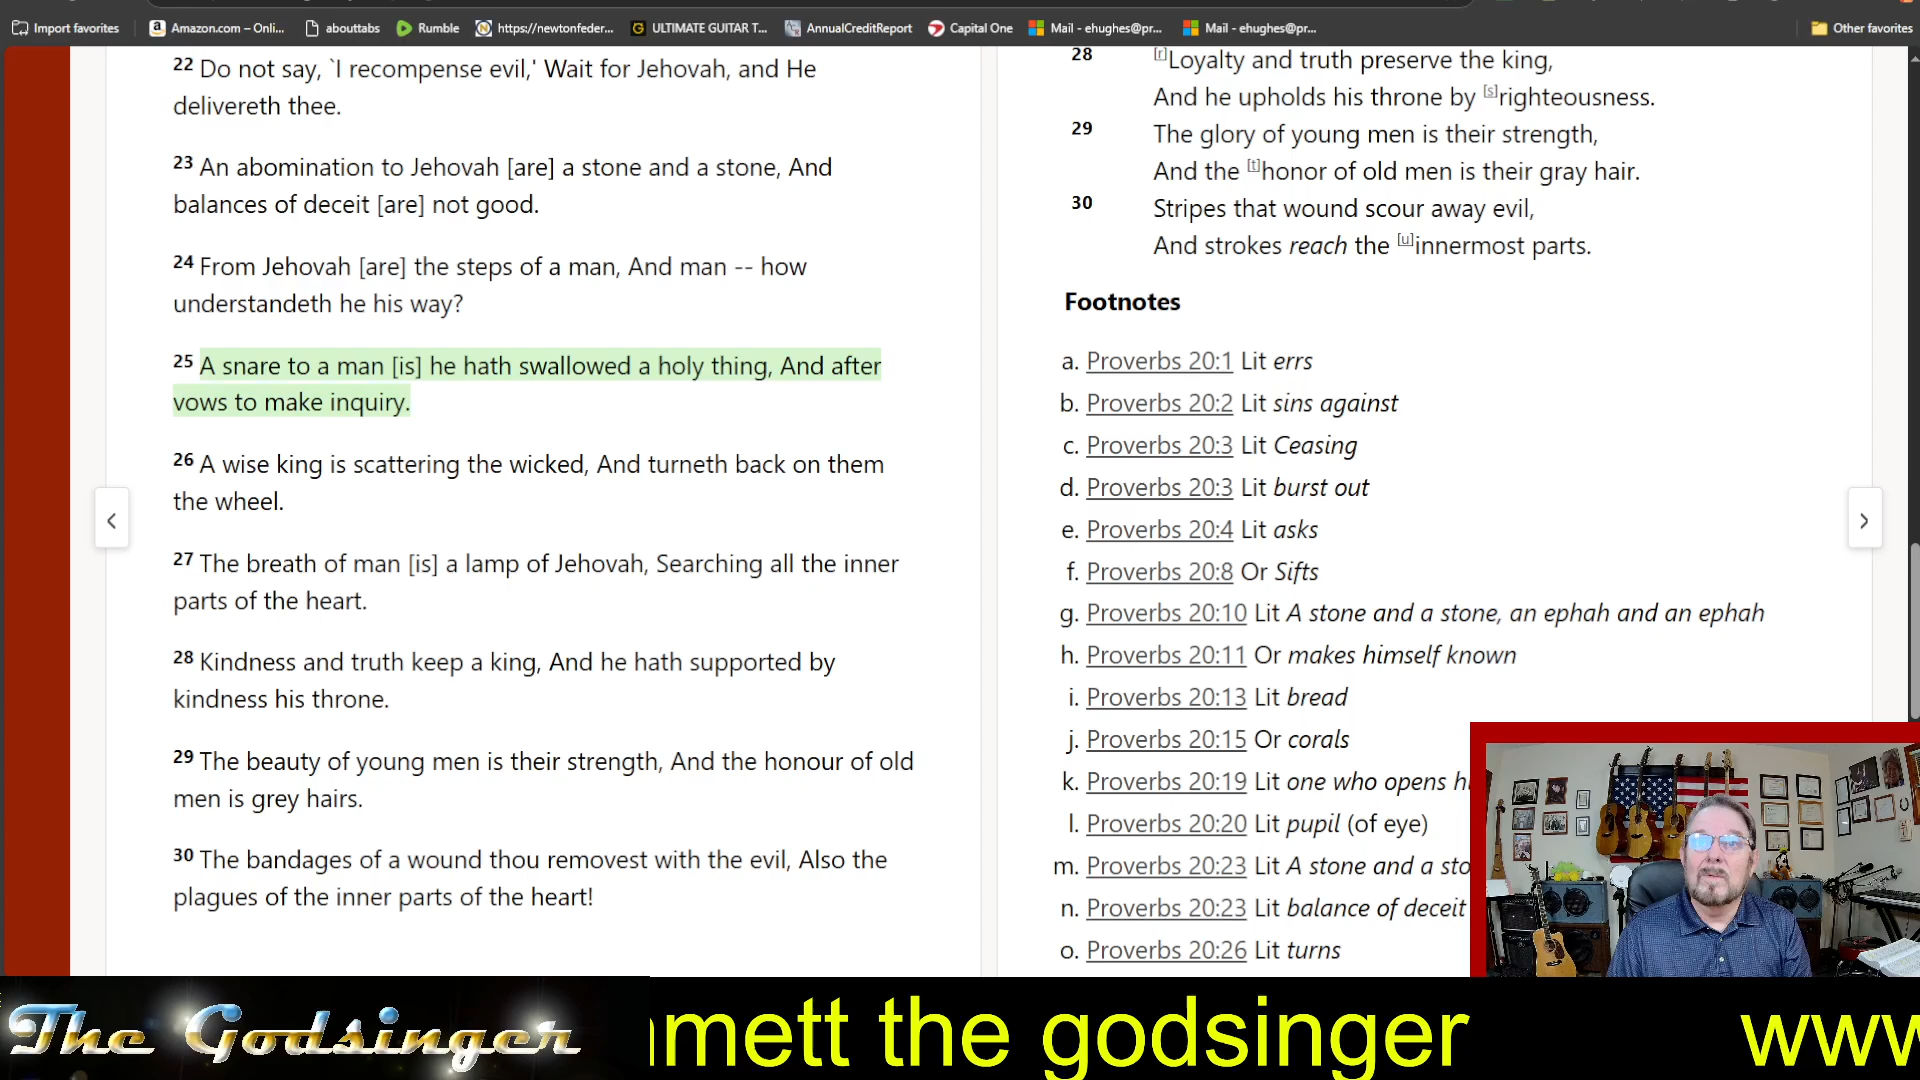 Import favorites
Amazon.com – Onli...
abouttabs
Rumble
https://newtonfeder...
ULTIMATE GUITAR T...
AnnualCreditReport
Capital One
Mail - ehughes@pr...
Mail - ehughes@pr...
Other favorites
22 Do not say, `I recompense evil,' Wait for Jehovah, and He
delivereth thee.
23 An abomination to Jehovah [are] a stone and a stone, And
balances of deceit [are] not good.
24 From Jehovah [are] the steps of a man, And man -- how
understandeth he his way?
25 A snare to a man [is] he hath swallowed a holy thing, And after
vows to make inquiry.
26 A wise king is scattering the wicked, And turneth back on them
the wheel.
27 The breath of man [is] a lamp of Jehovah, Searching all the inner
parts of the heart.
28 Kindness and truth keep a king, And he hath supported by
kindness his throne.
29 The beauty of young men is their strength, And the honour of old
men is grey hairs.
30 The bandages of a wound thou removest with the evil, Also the
plagues of the inner parts of the heart!
28 [r]Loyalty and truth preserve the king,
And he upholds his throne by [s]righteousness.
29 The glory of young men is their strength,
And the [t]honor of old men is their gray hair.
30 Stripes that wound scour away evil,
And strokes reach the [u]innermost parts.
Footnotes
a. Proverbs 20:1 Lit errs
b. Proverbs 20:2 Lit sins against
c. Proverbs 20:3 Lit Ceasing
d. Proverbs 20:3 Lit burst out
e. Proverbs 20:4 Lit asks
f. Proverbs 20:8 Or Sifts
g. Proverbs 20:10 Lit A stone and a stone, an ephah and an ephah
h. Proverbs 20:11 Or makes himself known
i. Proverbs 20:13 Lit bread
j. Proverbs 20:15 Or corals
k. Proverbs 20:19 Lit one who opens hi
l. Proverbs 20:20 Lit pupil (of eye)
m. Proverbs 20:23 Lit A stone and a sto
n. Proverbs 20:23 Lit balance of deceit
o. Proverbs 20:26 Lit turns
The Godsinger
mett the godsinger
www